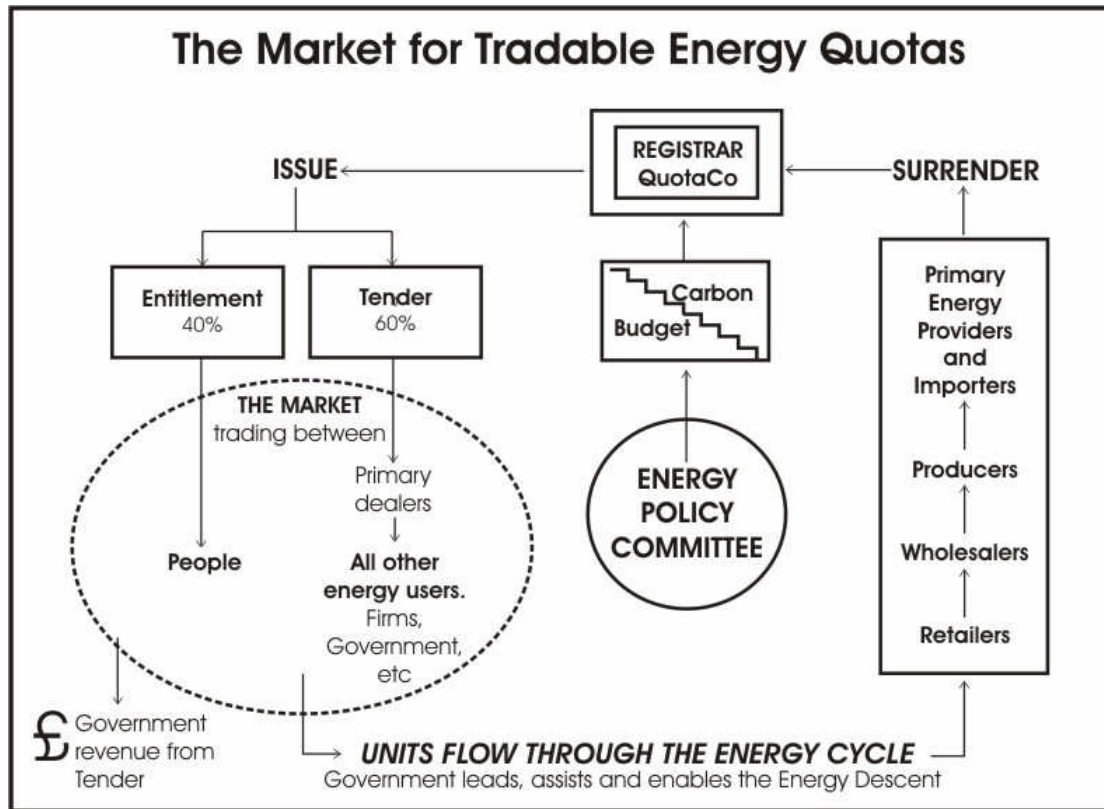 The Market for Tradable Energy Quotas
ISSUE
REGISTRAR
QuotaCo
SURRENDER
Entitlement
40%
Tender
60%
Carbon
Budget
Primary
Energy
Providers
and
Importers
Producers
Wholesalers
Retailers
THE MARKET
trading between
Primary
dealers
People
All other
energy users.
Firms,
Government,
etc
ENERGY
POLICY
COMMITTEE
£ Government
revenue from
Tender
UNITS FLOW THROUGH THE ENERGY CYCLE
Government leads, assists and enables the Energy Descent